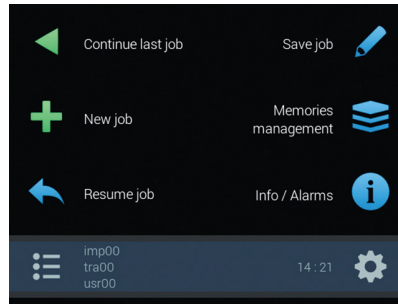 Continue last job
Save job
New job
Memories
management
Resume job
Info / Alarms
imp00
tra00
14 : 21
usr00